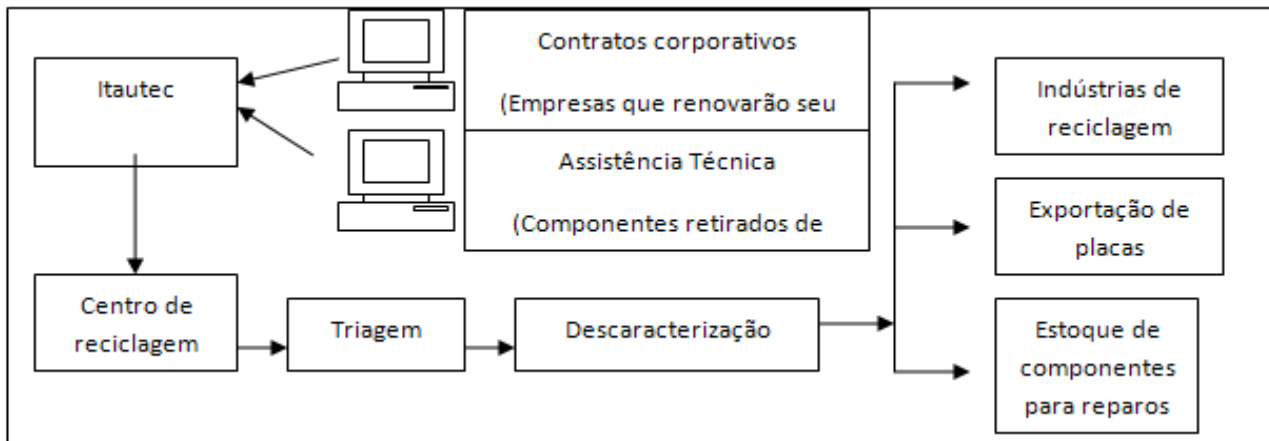 Itautec
Contratos corporativos
(Empresas que renovarão seu
Assistência Técnica
(Componentes retirados de
Indústrias de
reciclagem
Exportação de
placas
Centro de
reciclagem
Triagem
Descaracterização
Estoque de
componentes
para reparos